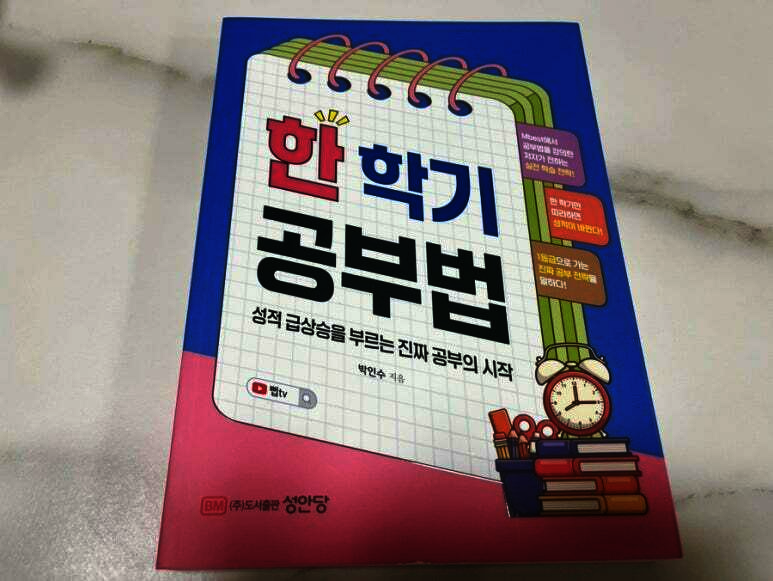 한 학기
공부법
성적 급상승을 부르는 진짜 공부의 시작
박인수 지음
뻡tv
Mbest에서
공부법을 강의한
저자가 전하는
실전 학습 전략!
한 학기만
따라하면
성적이 바뀐다!
1등급으로 가는
진짜 공부 전략을
말하다!
BM (주)도서출판 성안당